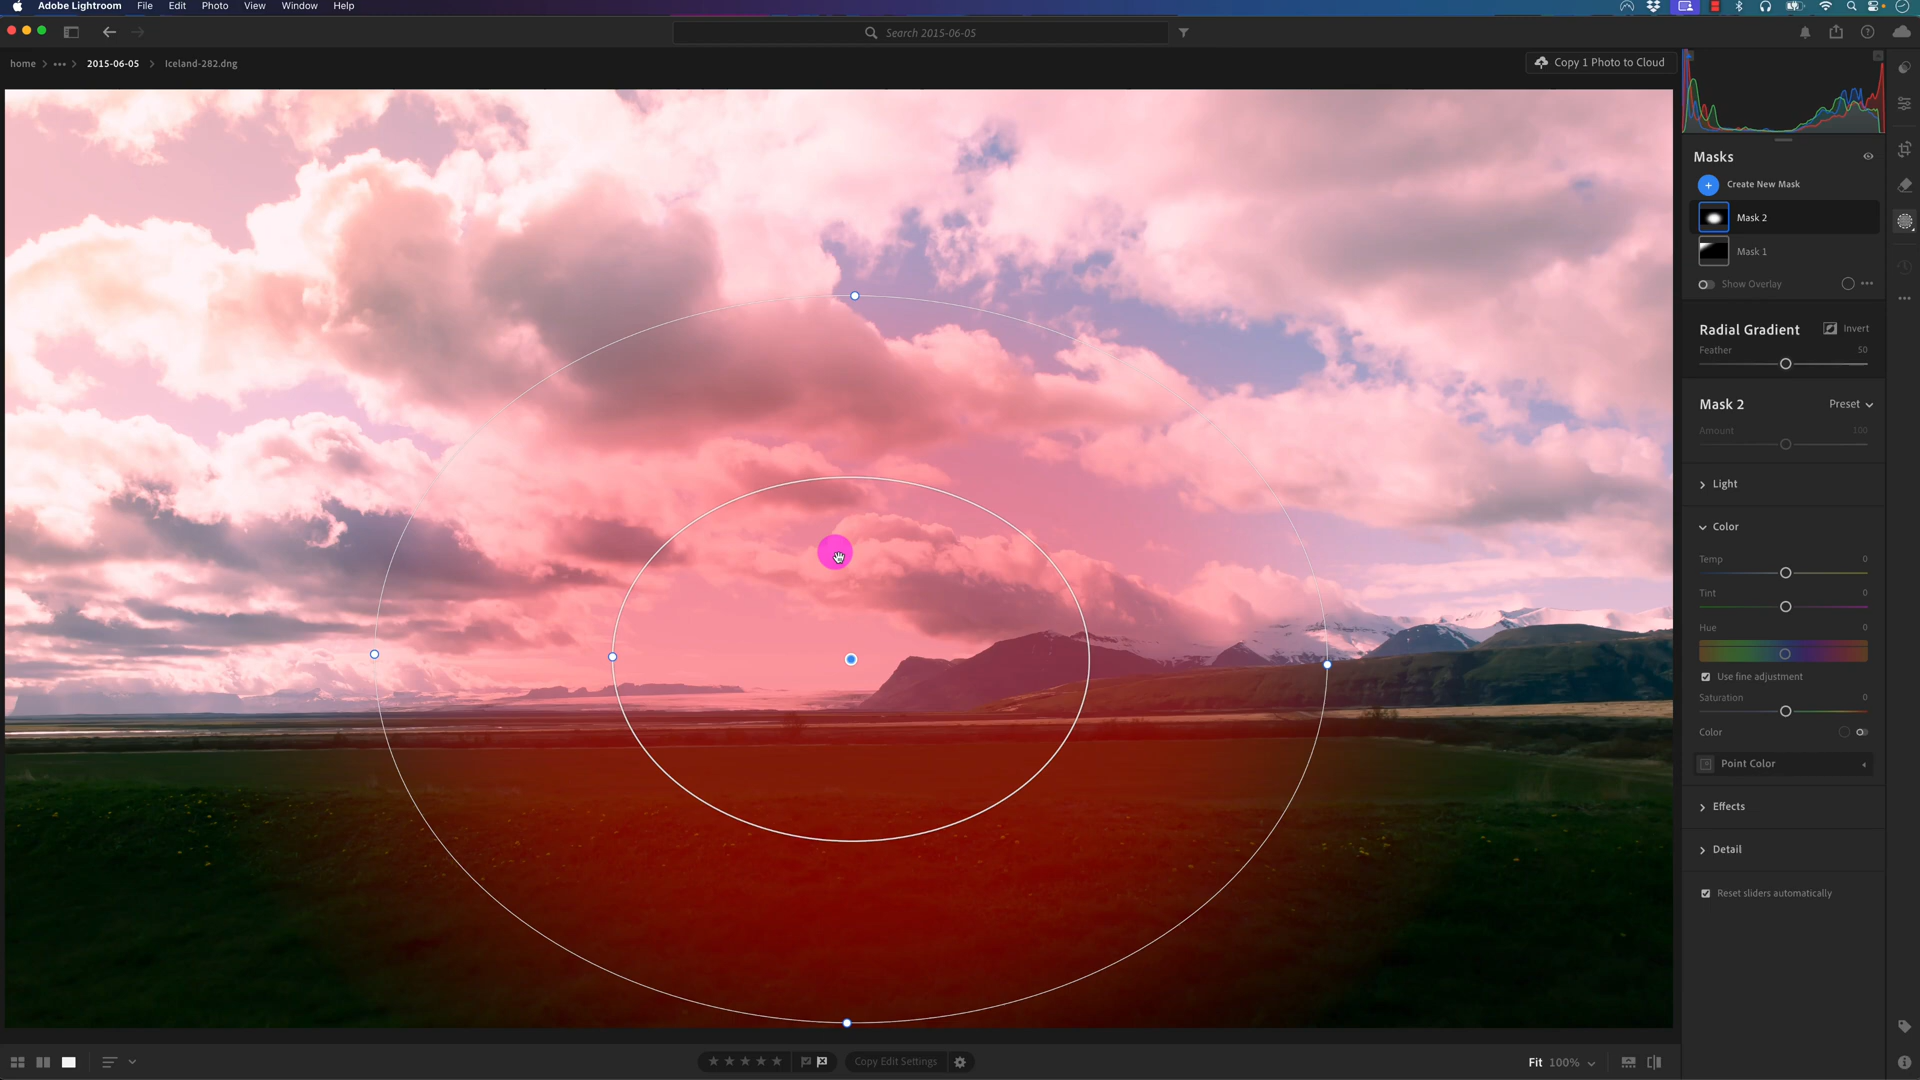 Adobe Lightroom File Edit Photo View Window Help
Search 2015-06-05
home > ••• > 2015-06-05 > Iceland-282.dng
Copy 1 Photo to Cloud
Masks
Create New Mask
Mask 2
Mask 1
Show Overlay
Radial Gradient Invert
Feather 50
Mask 2 Preset
Amount 100
Light
Color
Temp 0
Tint 0
Hue 0
Use fine adjustment
Saturation 0
Color
Point Color
Effects
Detail
Reset sliders automatically
Copy Edit Settings
Fit 100%